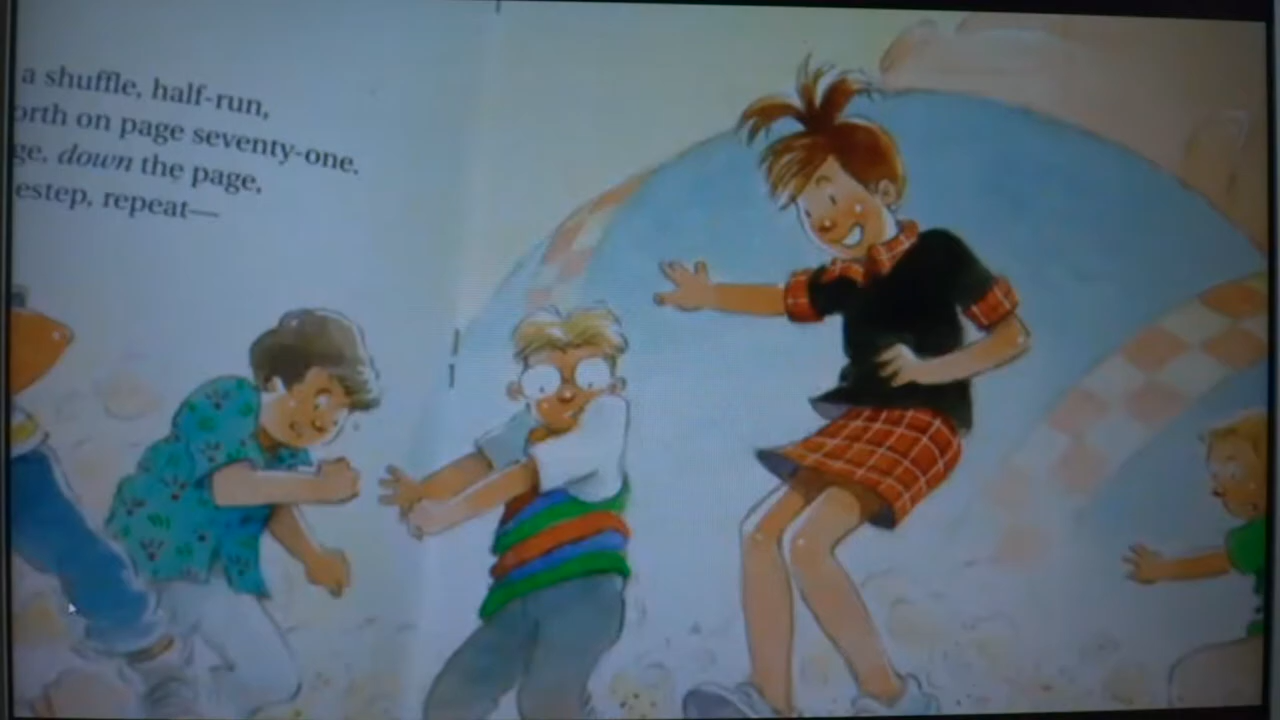 a shuffle, half-run,
orth on page seventy-one.
ge, down the page,
estep, repeat—